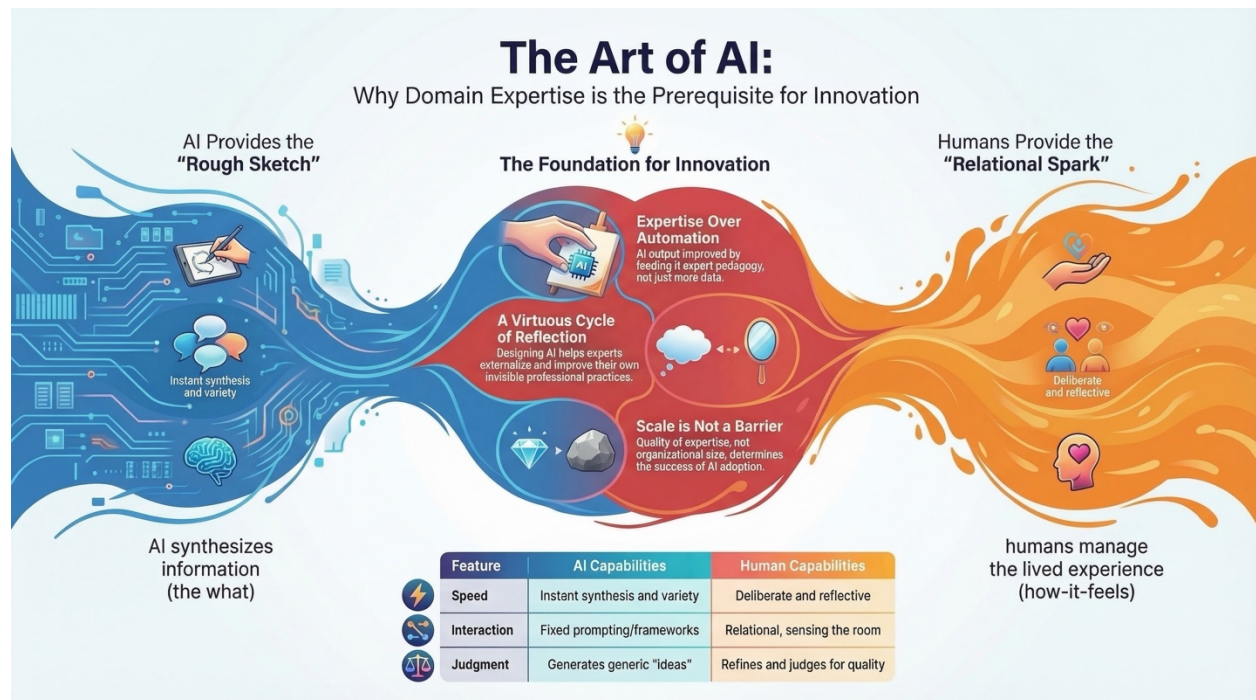 The Art of AI:
Why Domain Expertise is the Prerequisite for Innovation
AI Provides the
“Rough Sketch”
Instant synthesis
and variety
AI synthesizes
information
(the what)
The Foundation for Innovation
AI
Expertise Over
Automation
AI output improved by
feeding it expert pedagogy,
not just more data.
A Virtuous Cycle
of Reflection
Designing AI helps experts
externalize and improve their own
invisible professional practices.
Scale is Not a Barrier
Quality of expertise, not
organizational size, determines
the success of AI adoption.
Humans Provide the
“Relational Spark”
Deliberate
and reflective
humans manage
the lived experience
(how-it-feels)
Feature AI Capabilities Human Capabilities
Speed Instant synthesis and variety Deliberate and reflective
Interaction Fixed prompting/frameworks Relational, sensing the room
Judgment Generates generic "ideas" Refines and judges for quality